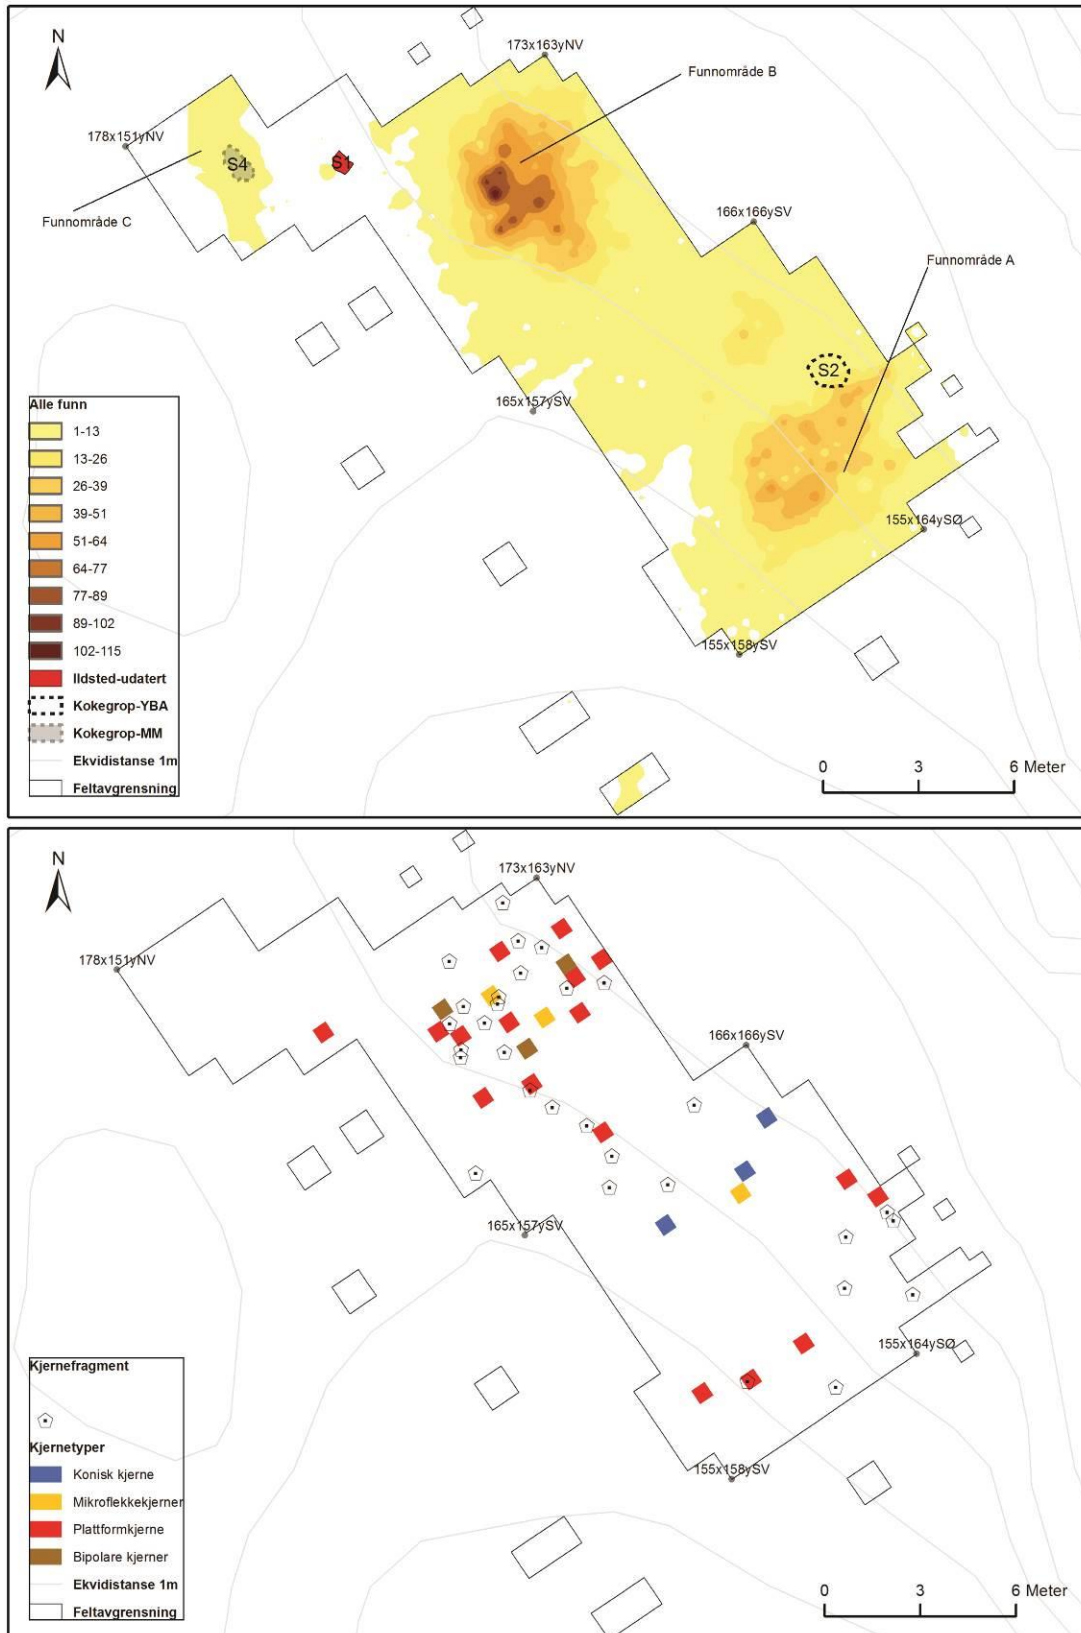 N
173x163yNV
Funnområde B
178x151yNV
S4
S1
Funnområde C
166x166ySV
Funnområde A
S2
165x157ySV
Alle funn
1-13
13-26
26-39
39-51
51-64
64-77
77-89
89-102
102-115
Ildsted-udatert
Kokegrop-YBA
Kokegrop-MM
Ekvidistanse 1m
Feltavgrensning
155x164ySØ
155x158ySV
0 3 6 Meter
N
173x163yNV
178x151yNV
166x166ySV
165x157ySV
155x164ySØ
155x158ySV
Kjernefragment
Kjernetyper
Konisk kjerne
Mikroflekkekjerner
Plattformkjerne
Bipolare kjerner
Ekvidistanse 1m
Feltavgrensning
0 3 6 Meter